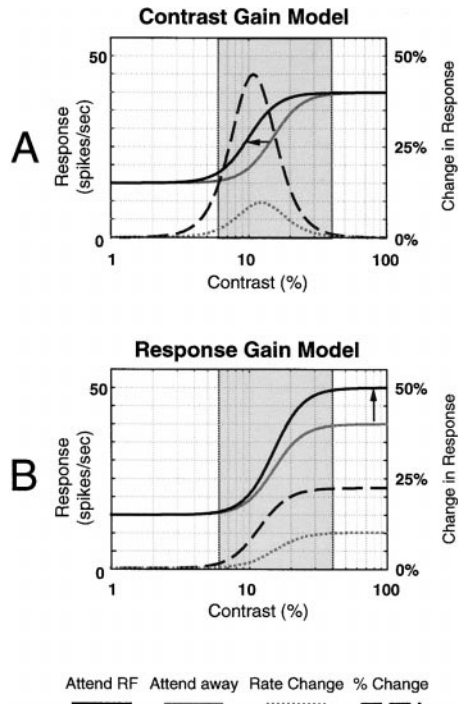 Contrast Gain Model
A
50
0
Response
(spikes/sec)
50%
25%
0%
Change in Response
1
10
100
Contrast (%)
Response Gain Model
B
50
0
Response
(spikes/sec)
50%
25%
0%
Change in Response
1
10
100
Contrast (%)
Attend RF Attend away Rate Change % Change